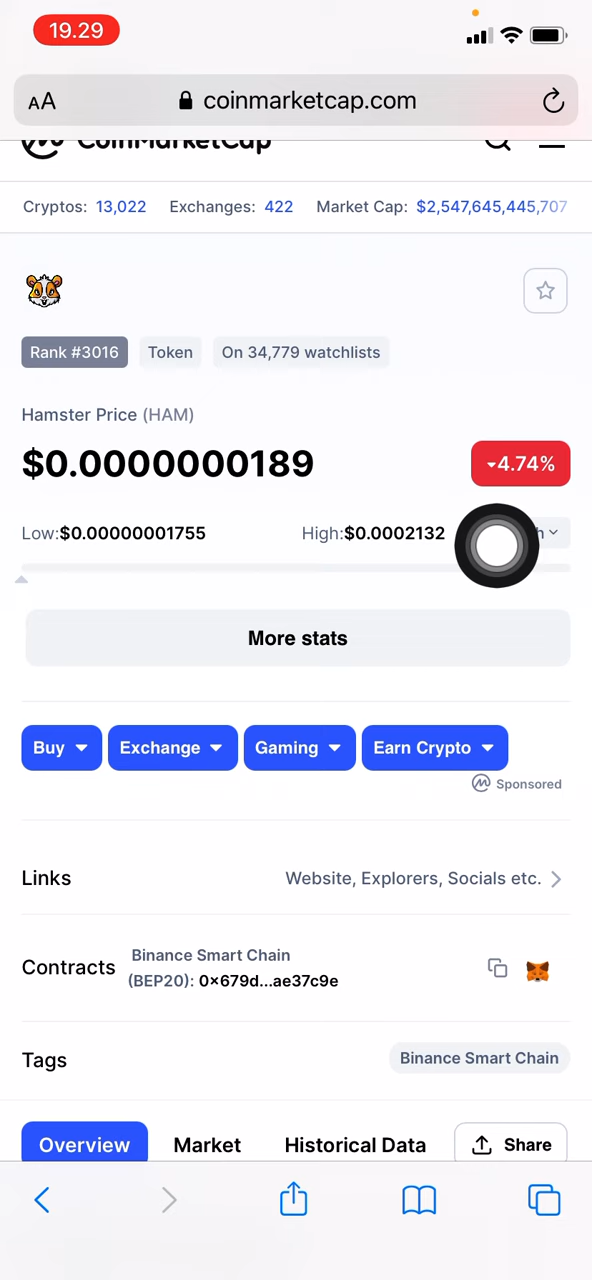 19.29
AA
coinmarketcap.com
CoinMarketCap
Cryptos: 13,022 Exchanges: 422 Market Cap: $2,547,645,445,707
Rank #3016 Token On 34,779 watchlists
Hamster Price (HAM)
$0.0000000189 4.74%
Low:$0.00000001755 High:$0.0002132 h
More stats
Buy Exchange Gaming Earn Crypto
Sponsored
Links Website, Explorers, Socials etc.
Contracts Binance Smart Chain
(BEP20): 0x679d...ae37c9e
Tags Binance Smart Chain
Overview Market Historical Data Share